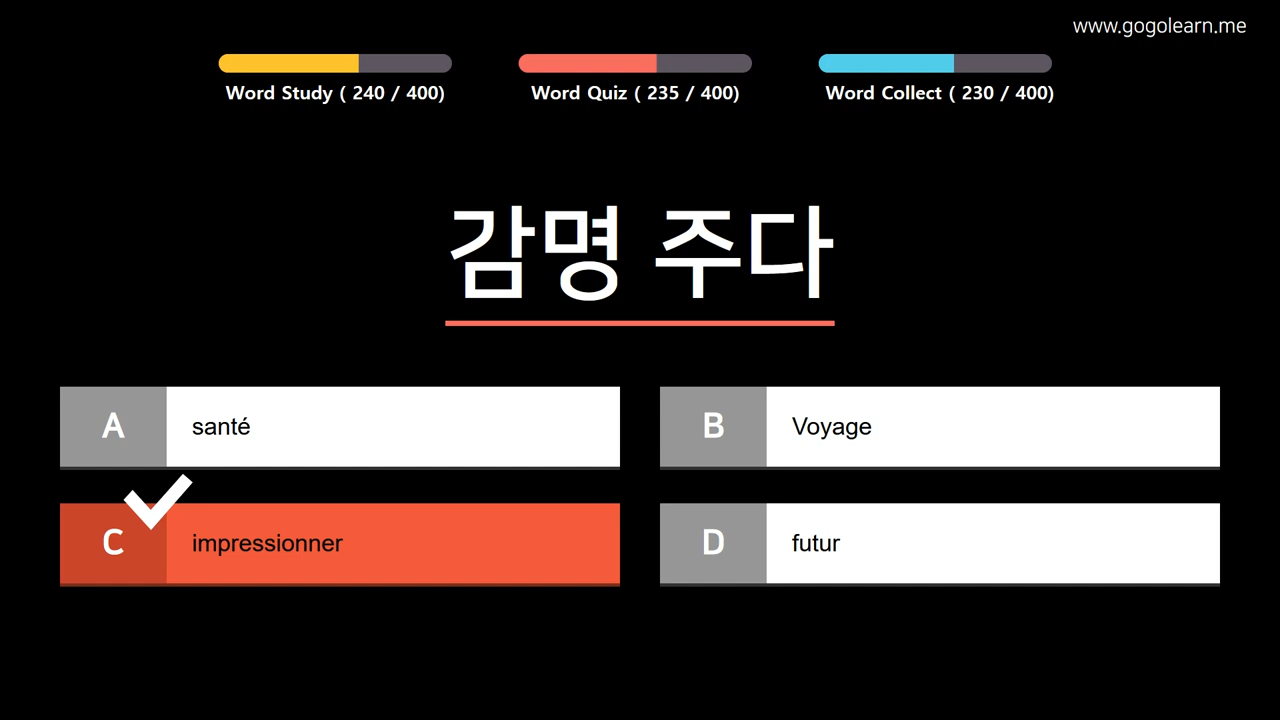 www.gogolearn.me
Word Study ( 240 / 400)
Word Quiz ( 235 / 400)
Word Collect ( 230 / 400)
감명 주다
A santé
B Voyage
C impressionner
D futur